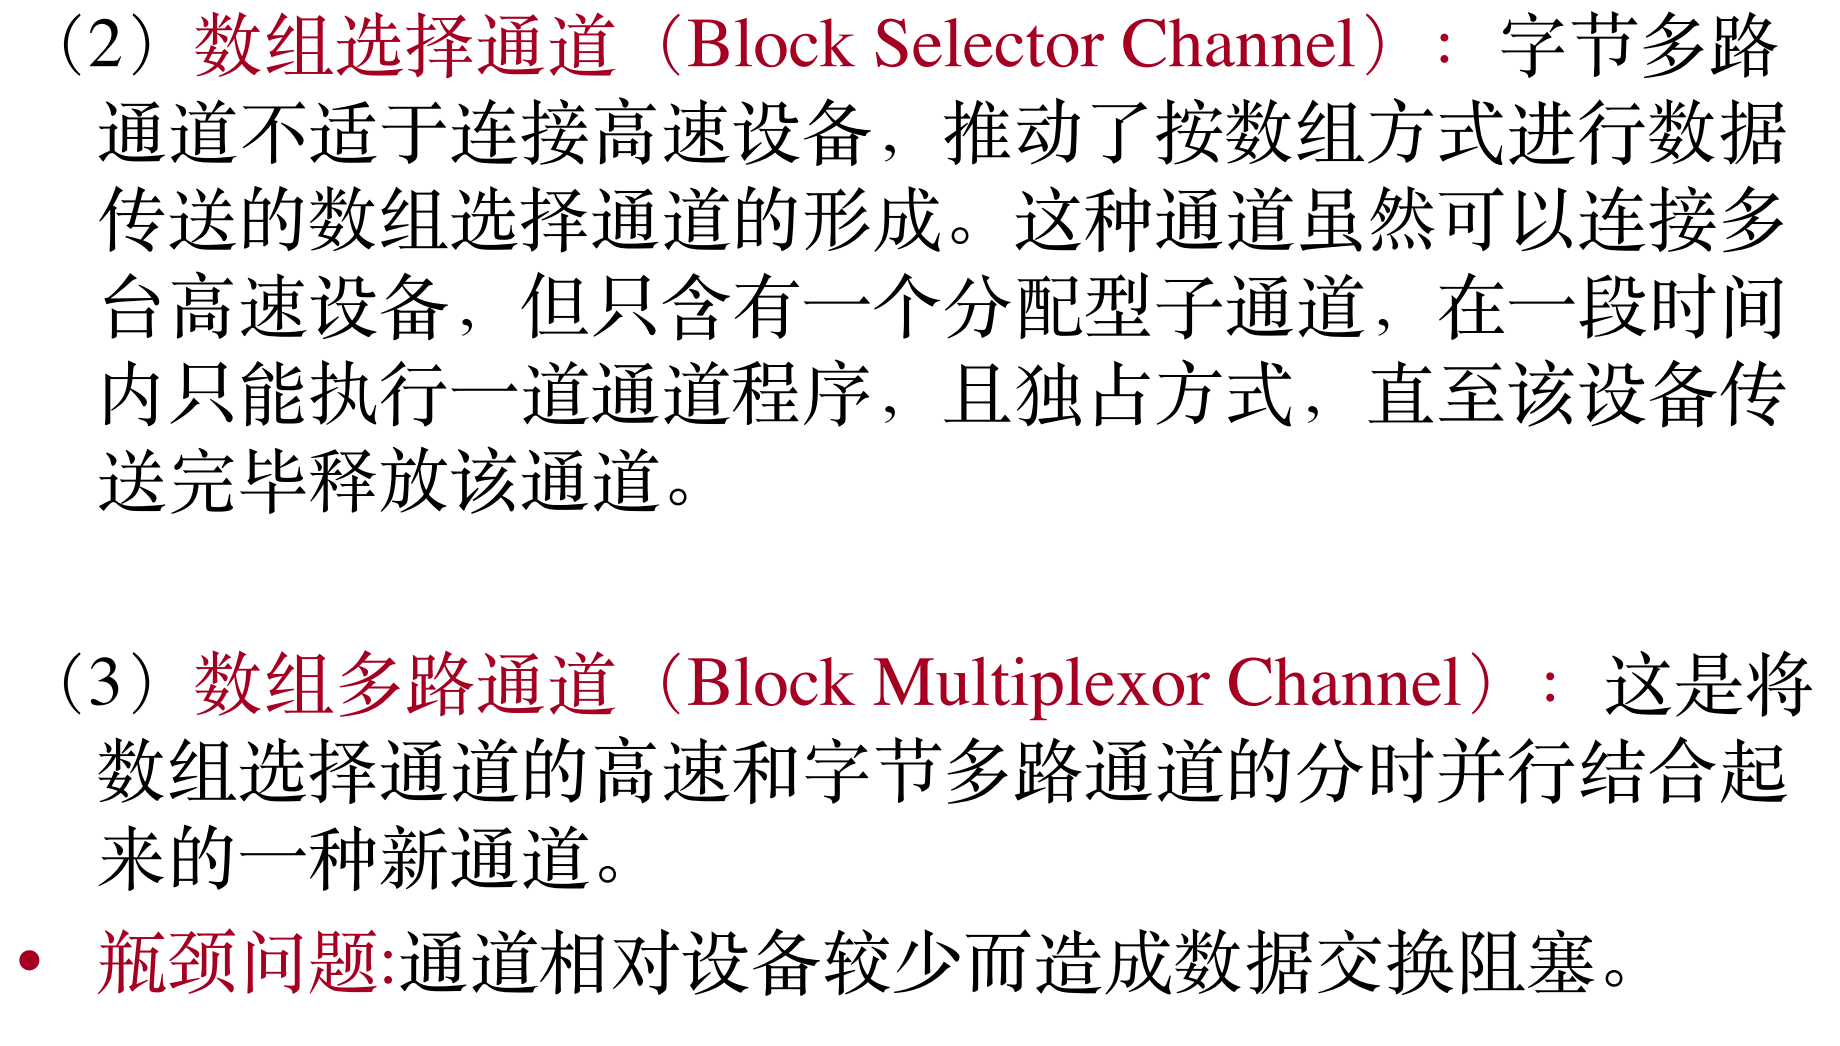 （2）数组选择通道（Block Selector Channel）：字节多路
通道不适于连接高速设备，推动了按数组方式进行数据
传送的数组选择通道的形成。这种通道虽然可以连接多
台高速设备，但只含有一个分配型子通道，在一段时间
内只能执行一道通道程序，且独占方式，直至该设备传
送完毕释放该通道。
（3）数组多路通道（Block Multiplexor Channel）：这是将
数组选择通道的高速和字节多路通道的分时并行结合起
来的一种新通道。
• 瓶颈问题:通道相对设备较少而造成数据交换阻塞。